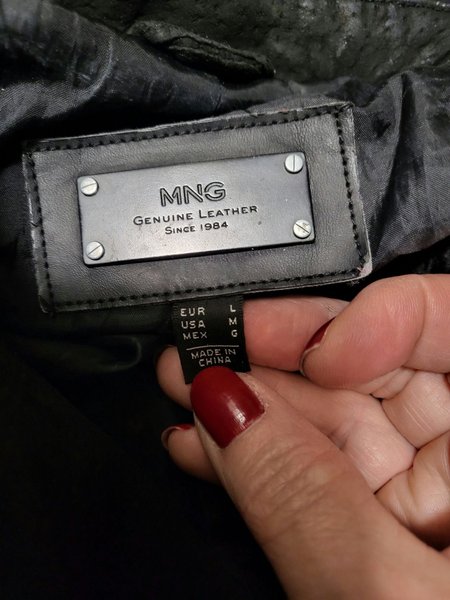 MNG
GENUINE LEATHER
SINCE 1984
EUR L
USA M
MEX G
MADE IN
CHINA